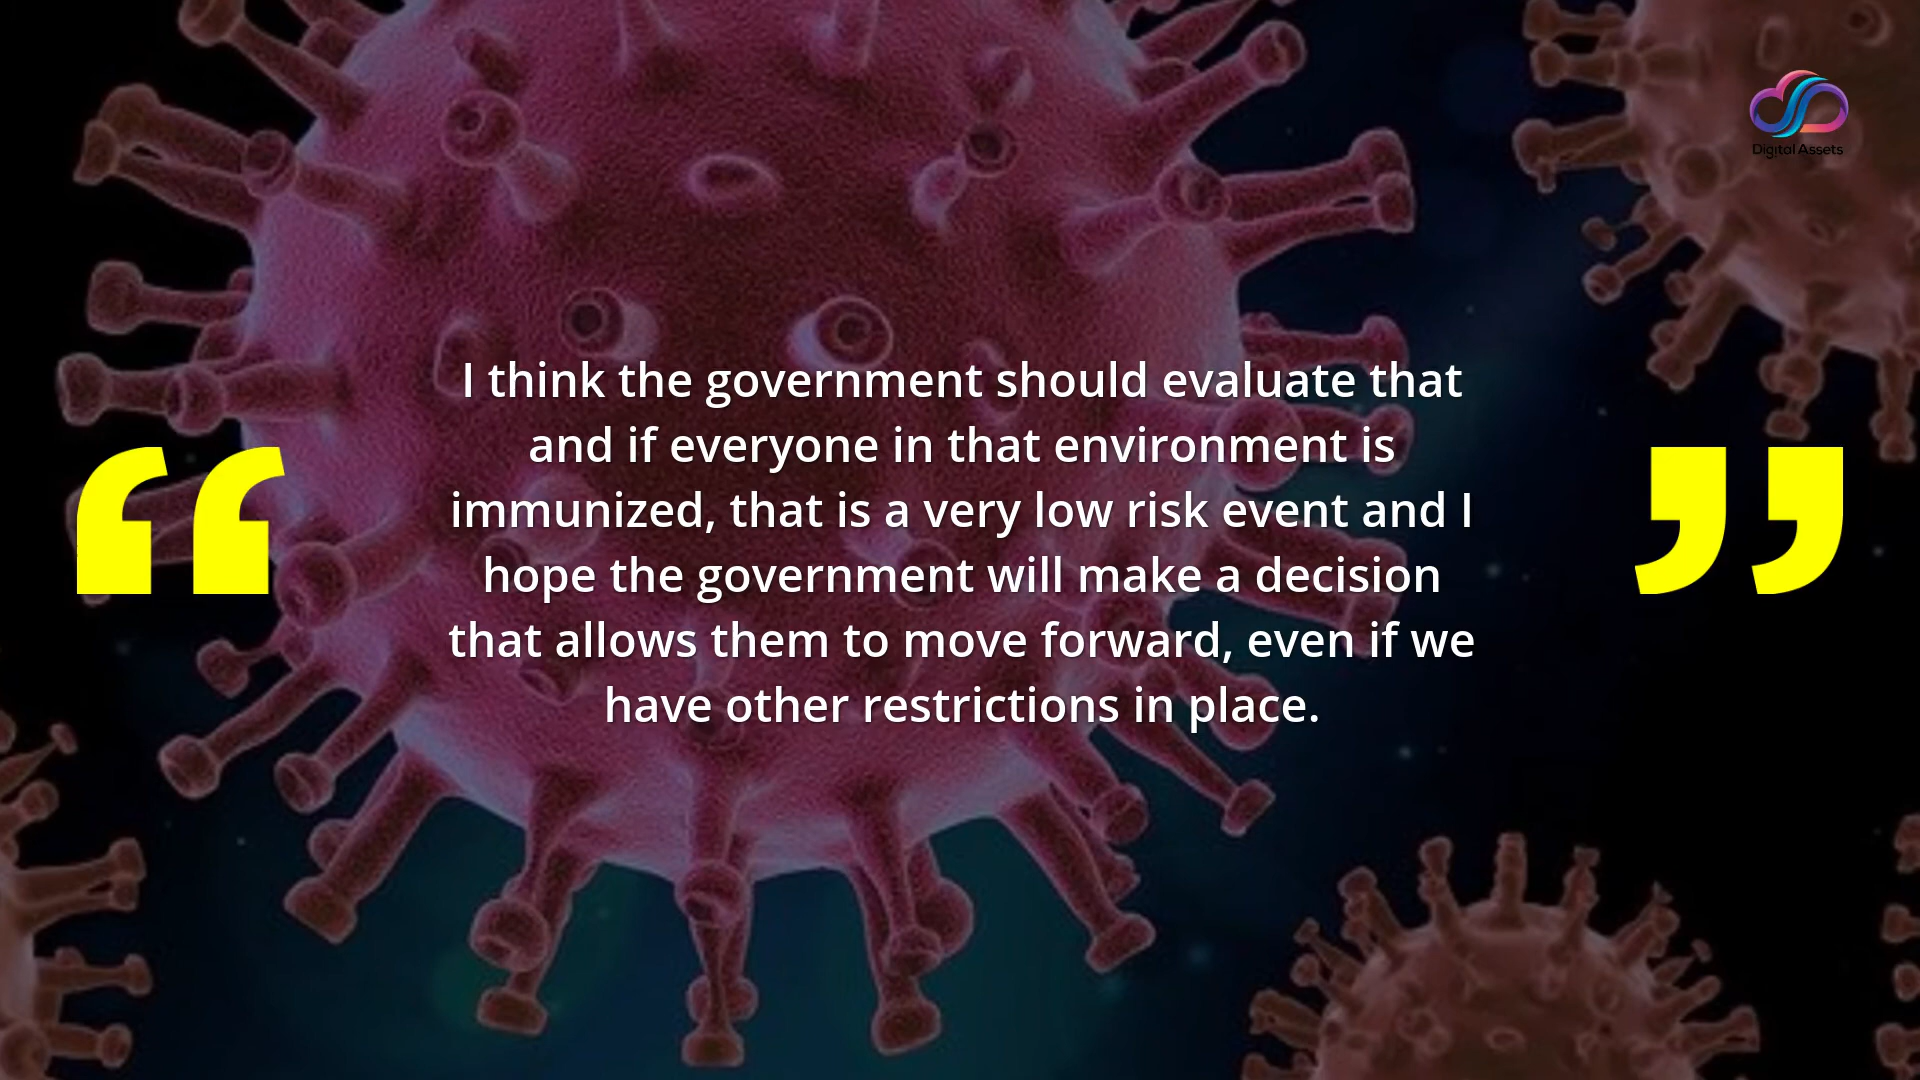 Digital Assets
“
I think the government should evaluate that
and if everyone in that environment is
immunized, that is a very low risk event and I
hope the government will make a decision
that allows them to move forward, even if we
have other restrictions in place.
”